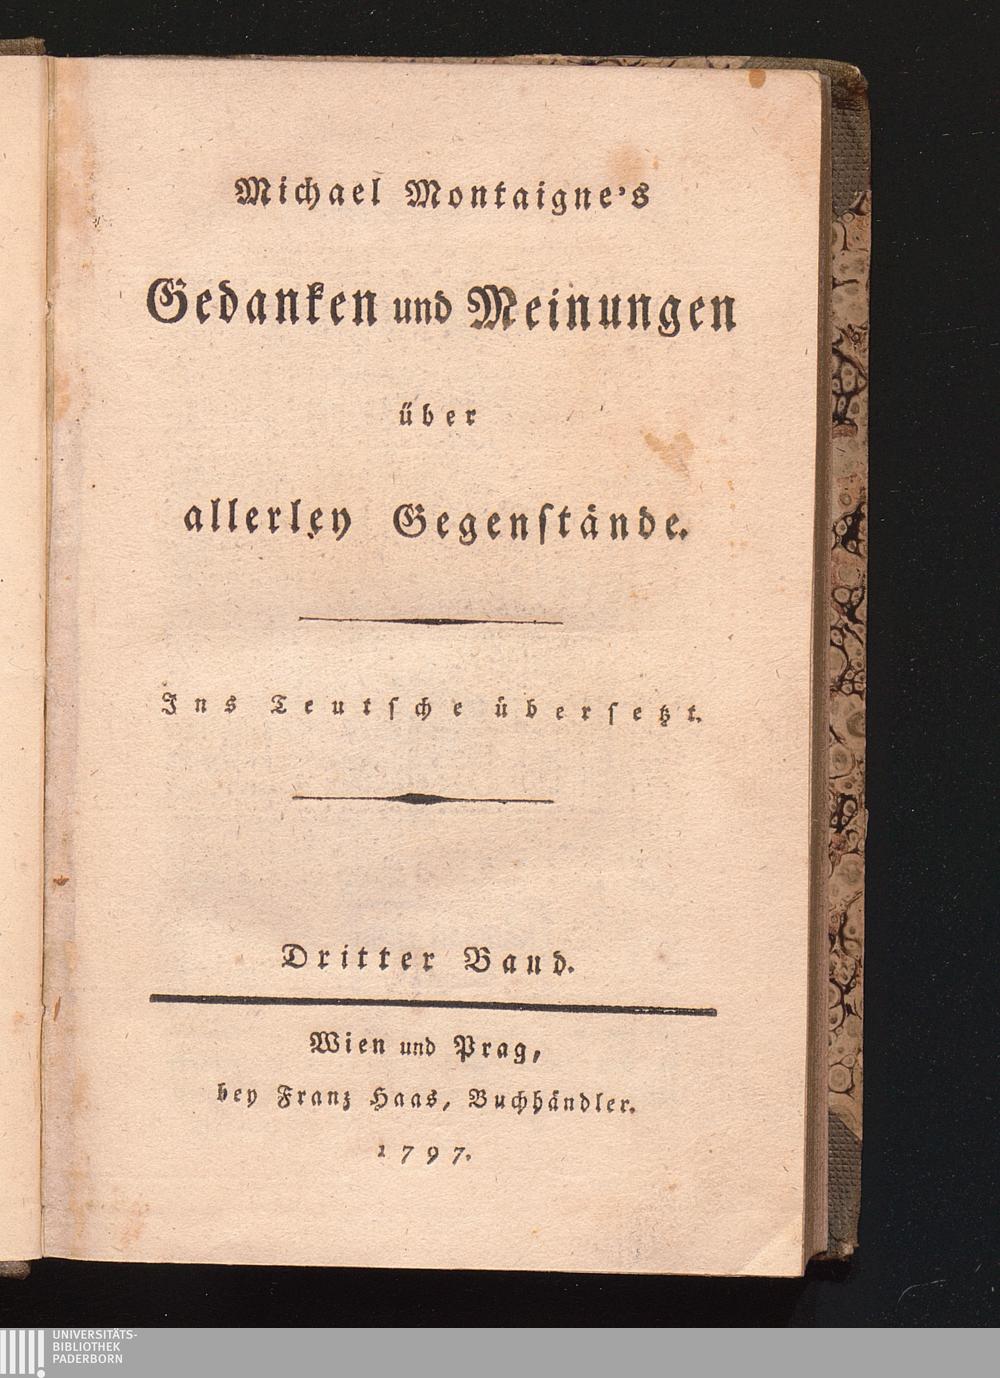 Michael Montaigne's
Gedanken und Meinungen
über
allerley Gegenſtände.
Ins Teutſche überſetzt.
Dritter Band.
Wien und Prag,
bey Franz Haas, Buchhändler.
1797.
UNIVERSITÄTS-
BIBLIOTHEK
PADERBORN